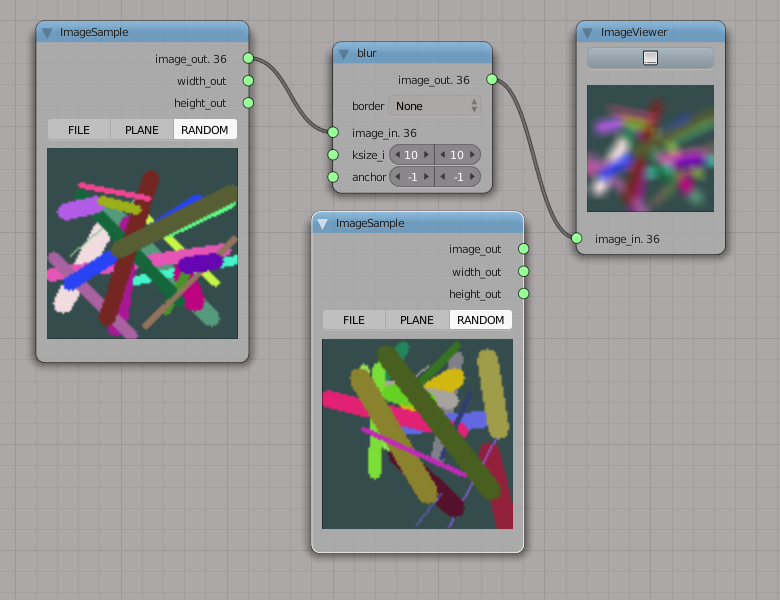 ImageSample
image_out. 36
width_out
height_out
FILE PLANE RANDOM
blur
image_out. 36
border None
image_in. 36
ksize_i 10 10
anchor -1 -1
ImageViewer
image_in. 36
ImageSample
image_out
width_out
height_out
FILE PLANE RANDOM